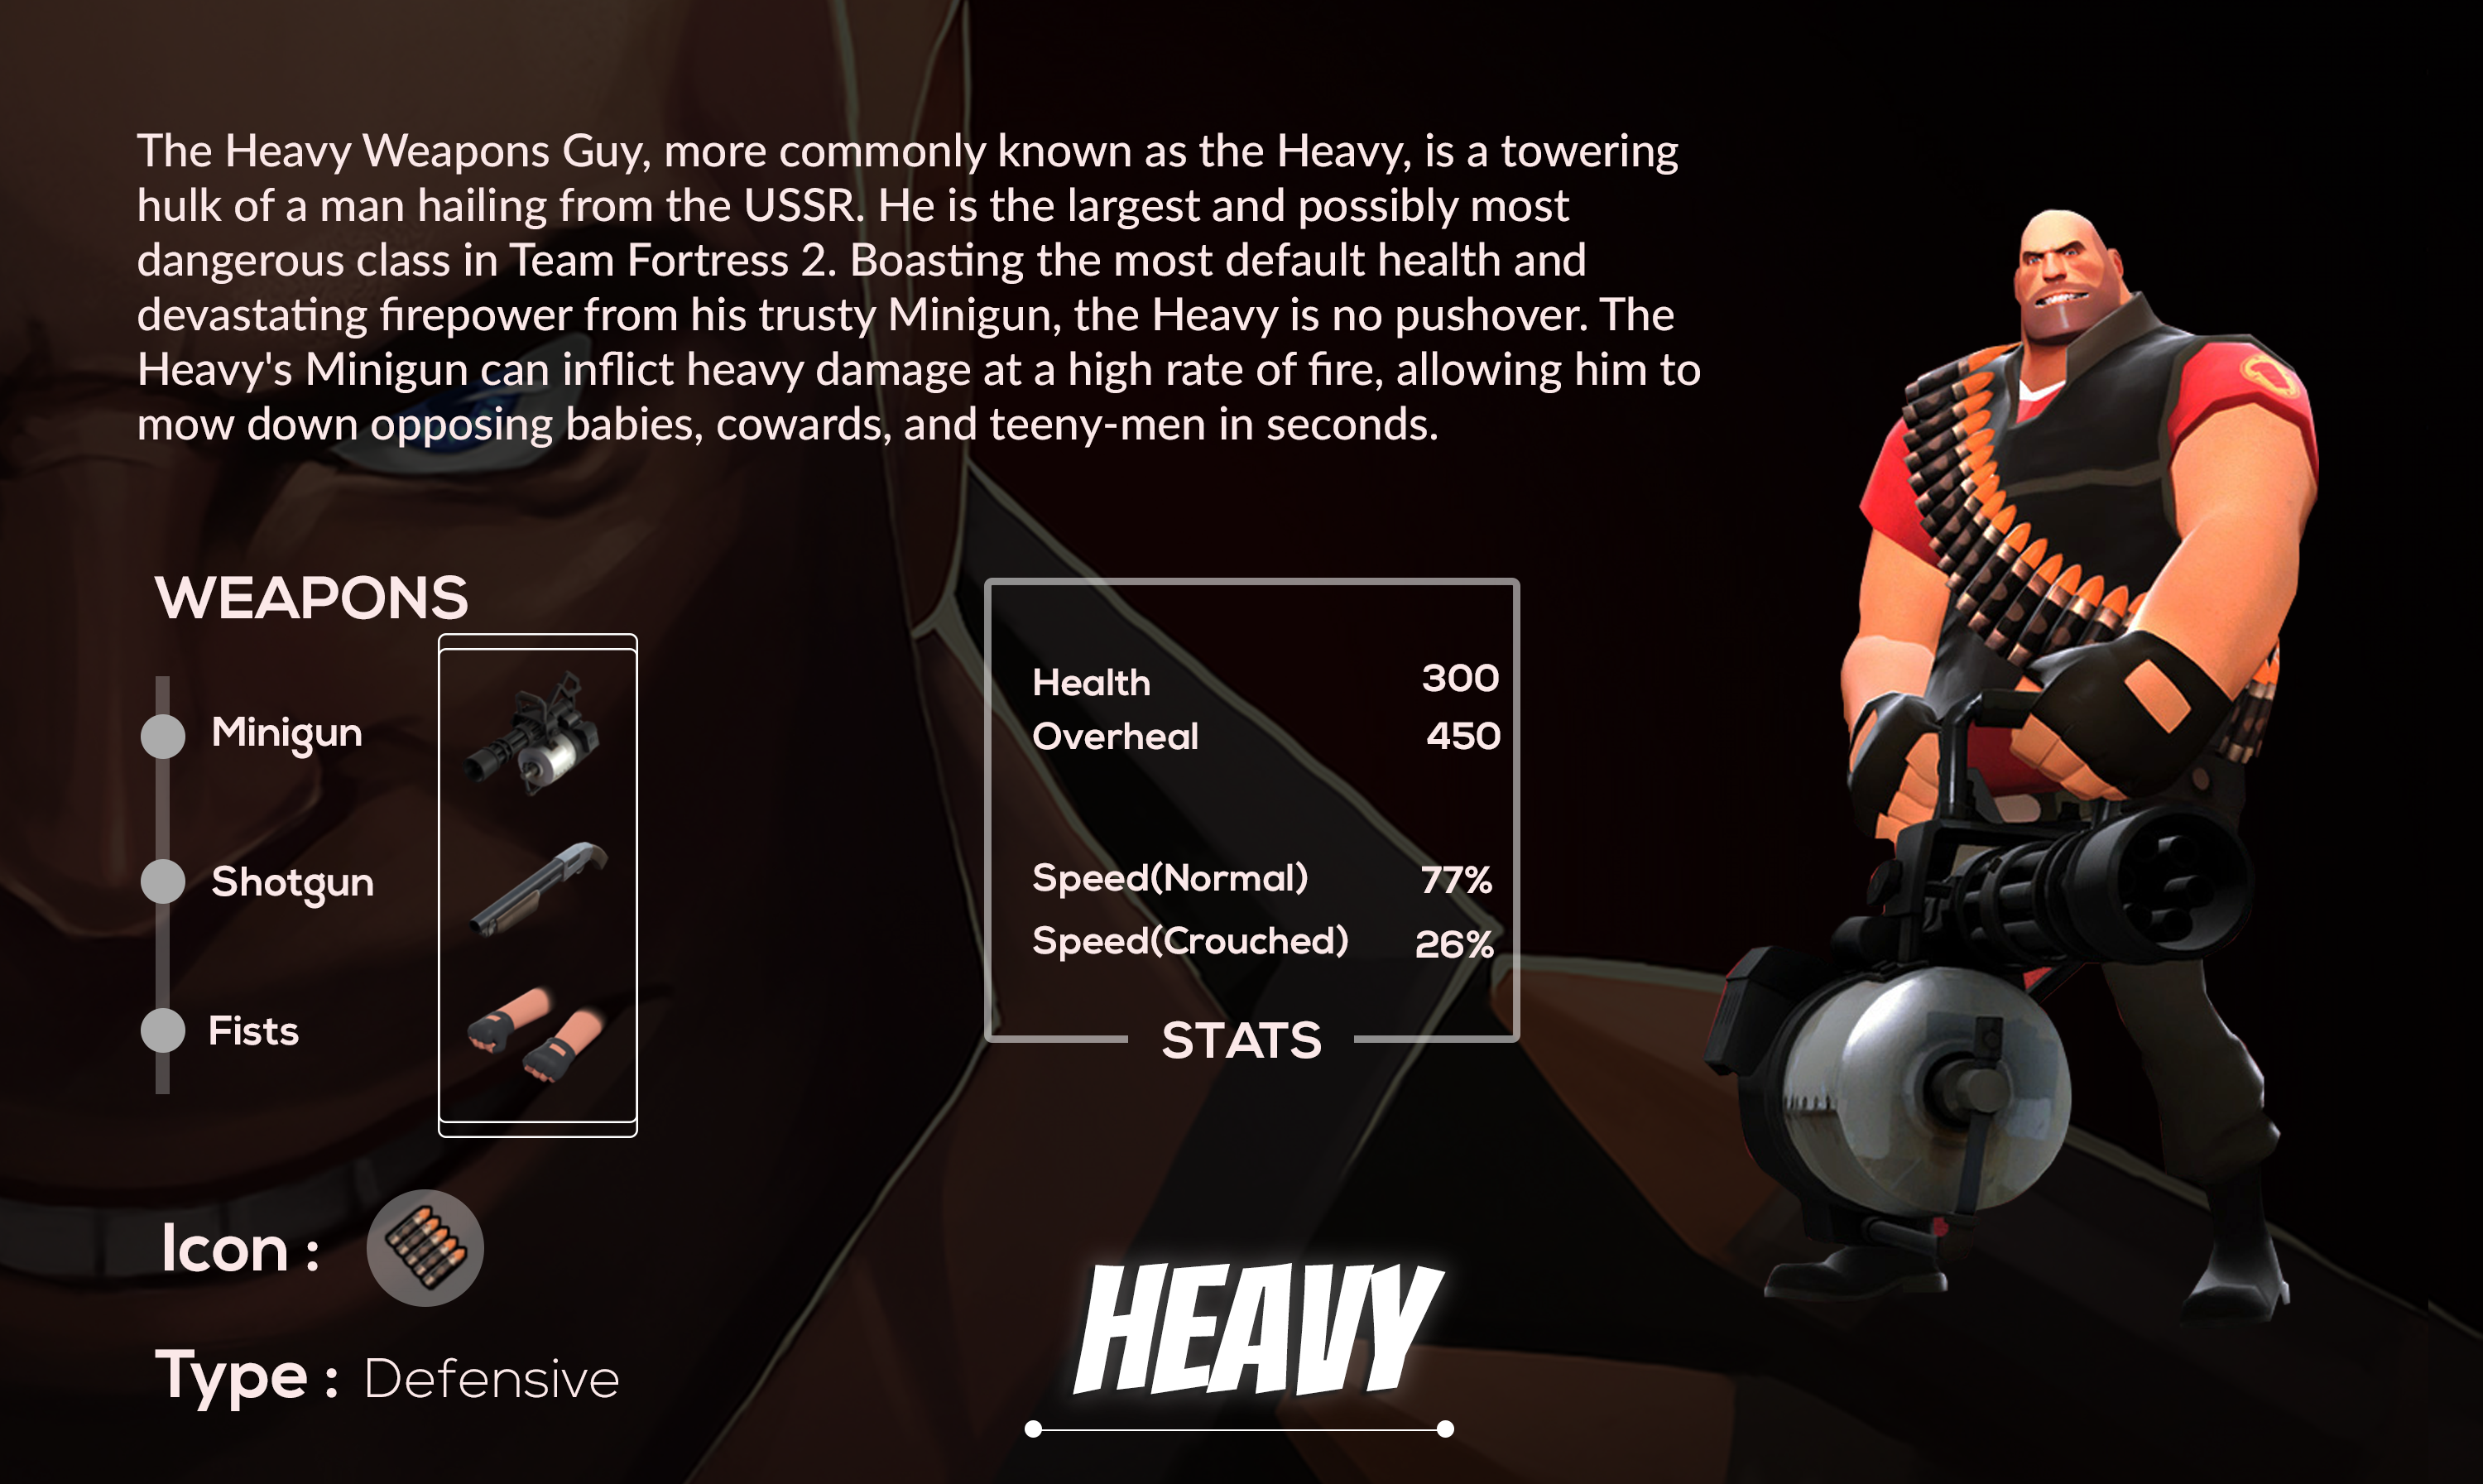 The Heavy Weapons Guy, more commonly known as the Heavy, is a towering
hulk of a man hailing from the USSR. He is the largest and possibly most
dangerous class in Team Fortress 2. Boasting the most default health and
devastating firepower from his trusty Minigun, the Heavy is no pushover. The
Heavy's Minigun can inflict heavy damage at a high rate of fire, allowing him to
mow down opposing babies, cowards, and teeny-men in seconds.
WEAPONS
Minigun
Shotgun
Fists
Health 300
Overheal 450
Speed(Normal) 77%
Speed(Crouched) 26%
STATS
Icon :
Type : Defensive
HEAVY